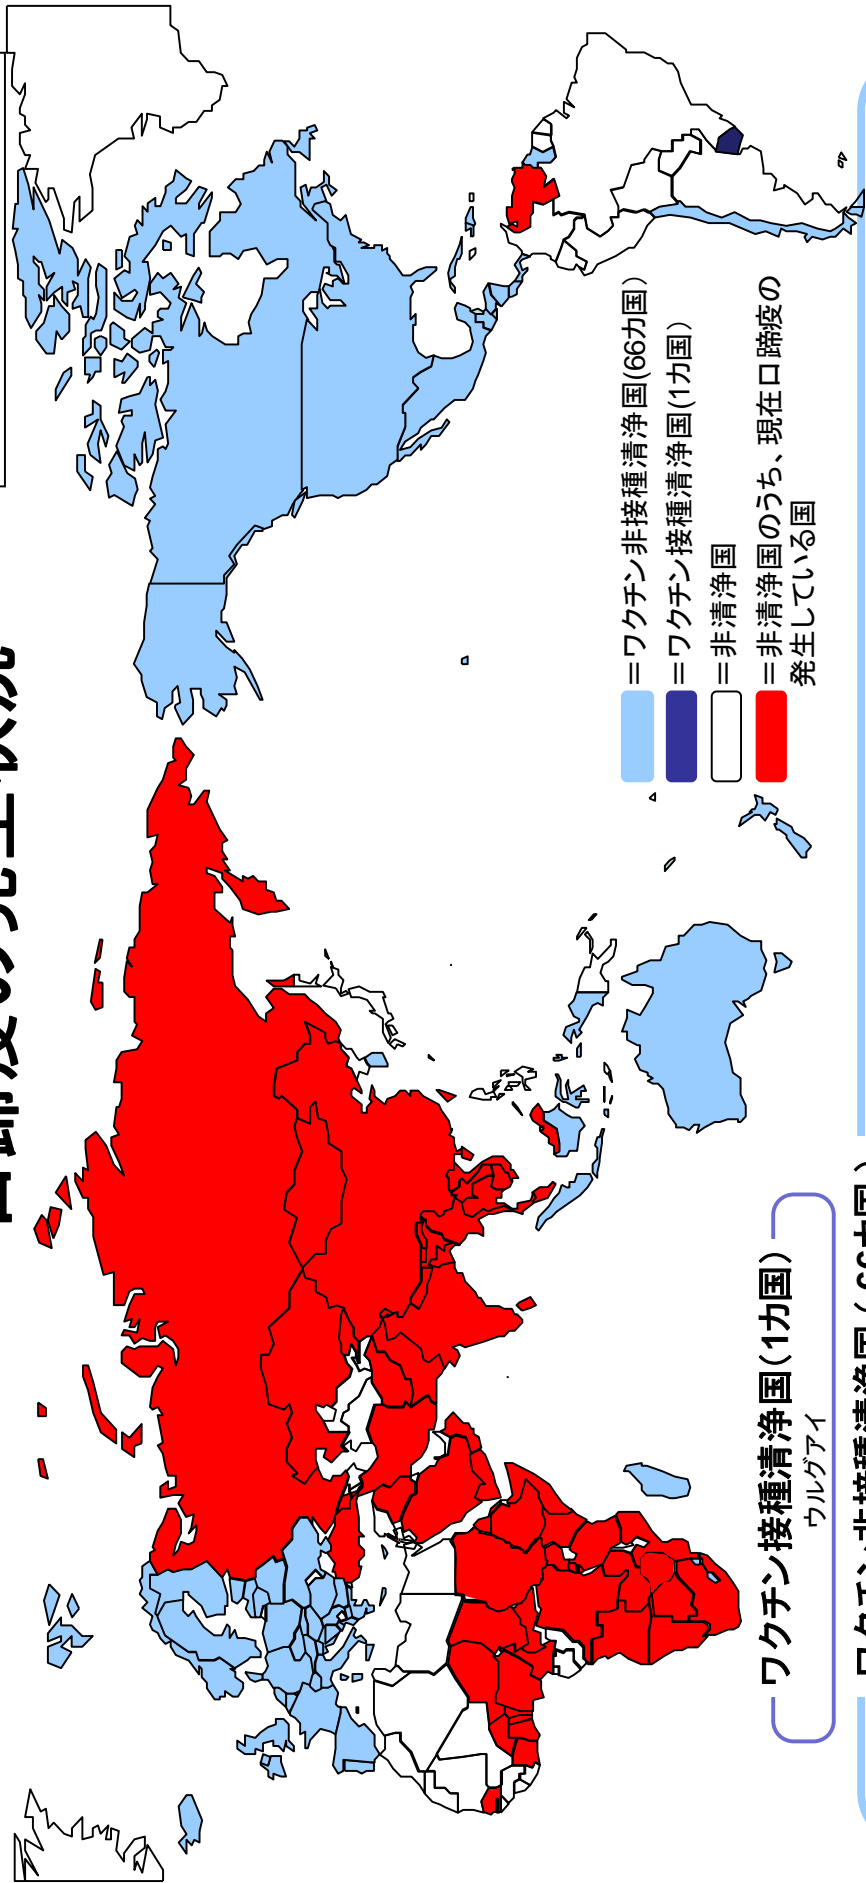 ＝ワクチン非接種清浄国(66カ国)
＝ワクチン接種清浄国(1カ国)
＝非清浄国
＝非清浄国のうち、現在口蹄疫の
発生している国
ワクチン接種清浄国(1カ国)
ウルグアイ